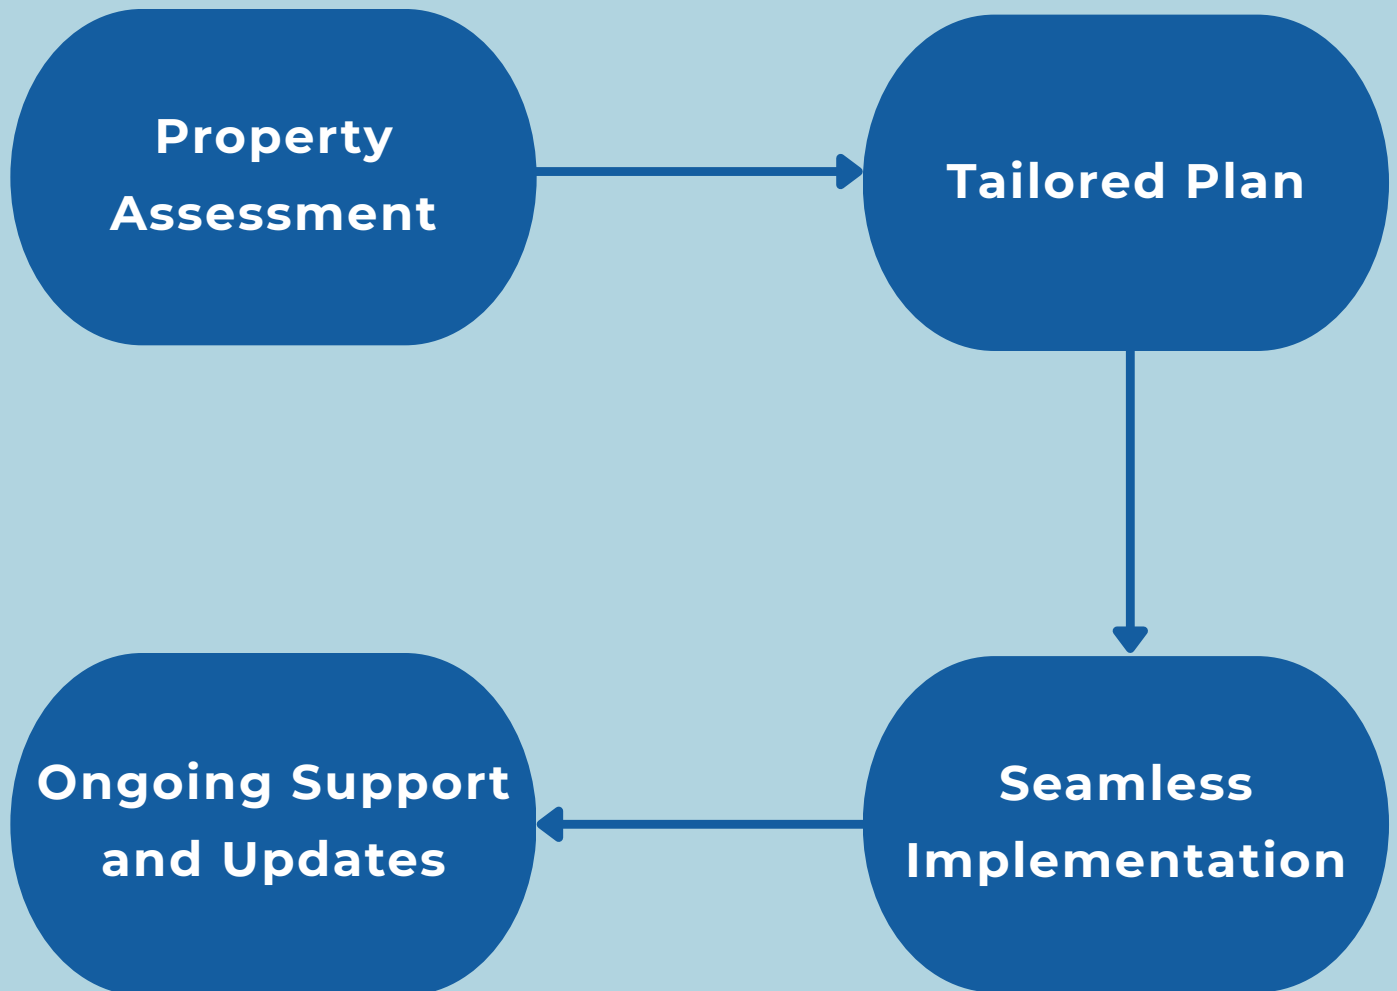 Property
Assessment
Tailored Plan
Seamless
Implementation
Ongoing Support
and Updates